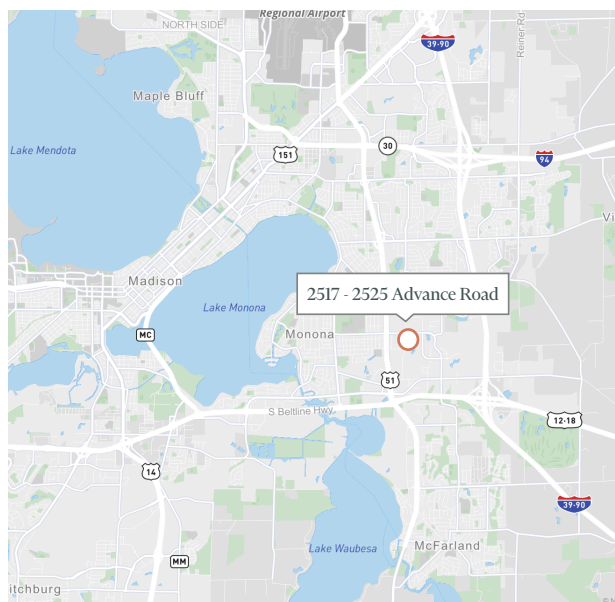 Regional Airport
NORTH SIDE
39-90
Reiner Rd
Maple Bluff
30
151
94
Lake Mendota
Madison
2517 - 2525 Advance Road
Lake Monona
MC
Monona
51
S Beltline Hwy
12-18
14
39-90
Lake Waubesa
McFarland
MM
itchburg